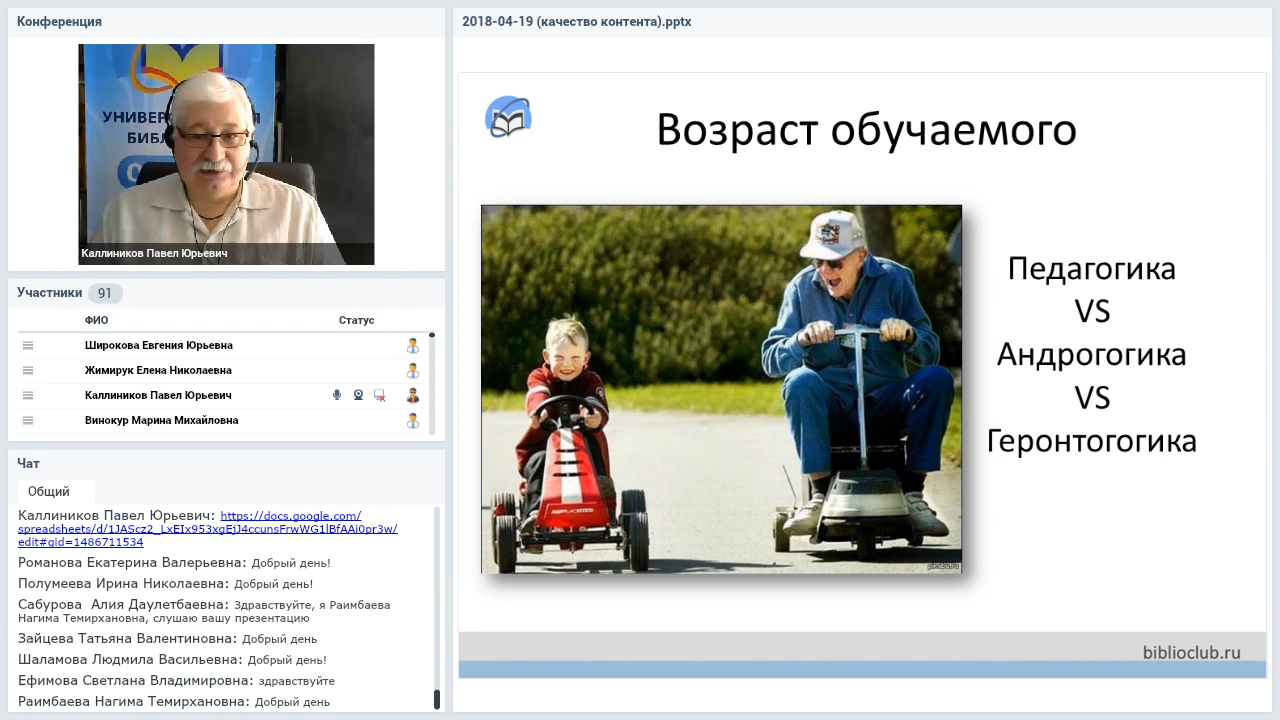 Конференция
УНИВЕР
Я
БИБЛ
Каллиников Павел Юрьевич
Участники 91
ФИО Статус
Широкова Евгения Юрьевна
Жимирук Елена Николаевна
Каллиников Павел Юрьевич
Винокур Марина Михайловна
Чат
Общий
Каллиников Павел Юрьевич: https://docs.google.com/
spreadsheets/d/1JAScz2_LxEIx953xgEjJ4ccunsFrwWG1lBfAAi0pr3w/
edit#gid=1486711534
Романова Екатерина Валерьевна: Добрый день!
Полумеева Ирина Николаевна: Добрый день!
Сабурова Алия Даулетбаевна: Здравствуйте, я Раимбаева
Нагима Темирхановна, слушаю вашу презентацию
Зайцева Татьяна Валентиновна: Добрый день
Шаламова Людмила Васильевна: Добрый день!
Ефимова Светлана Владимировна: здравствуйте
Раимбаева Нагима Темирхановна: Добрый день
2018-04-19 (качество контента).pptx
Возраст обучаемого
Педагогика
VS
Андрогогика
VS
Геронтогогика
biblioclub.ru